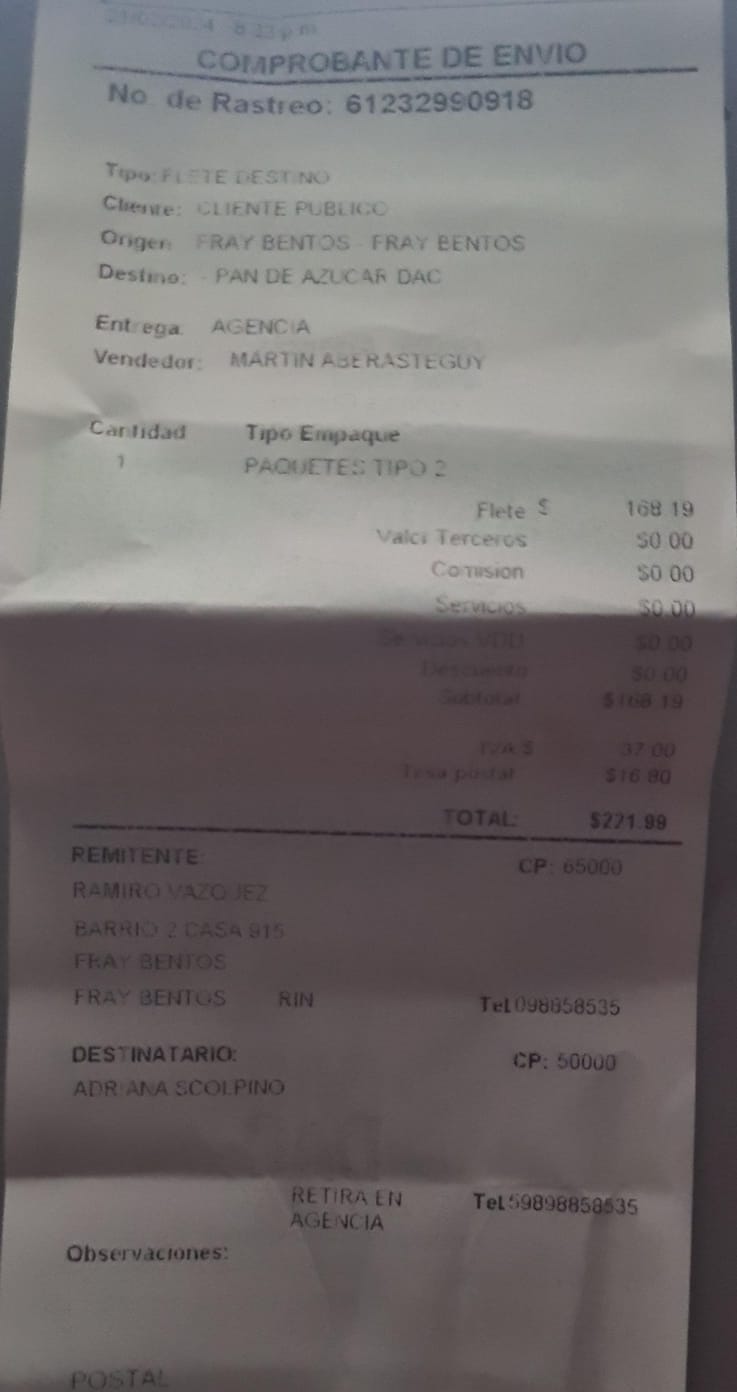 COMPROBANTE DE ENVIO
No. de Rastreo: 61232990918
Tipo: FLETE DESTINO
Cliente: CLIENTE PUBLICO
Origen: FRAY BENTOS - FRAY BENTOS
Destino: - PAN DE AZUCAR DAC
Entrega: AGENCIA
Vendedor: MARTIN ABERASTEGUY
Cantidad Tipo Empaque
1 PAQUETES TIPO 2
Flete $ 168.19
Valor Terceros $0.00
Comision $0.00
Servicios $0.00
Servicios VDD $0.00
Descuento $0.00
Subtotal $168.19
IVA $ 37.00
Tasa postal $16.80
TOTAL: $221.99
REMITENTE: CP: 65000
RAMIRO VAZQUEZ
BARRIO 2 CASA 915
FRAY BENTOS
FRAY BENTOS RIN Tel.098858535
DESTINATARIO: CP: 50000
ADRIANA SCOLPINO
RETIRA EN
AGENCIA Tel.59898858535
Observaciones:
POSTAL